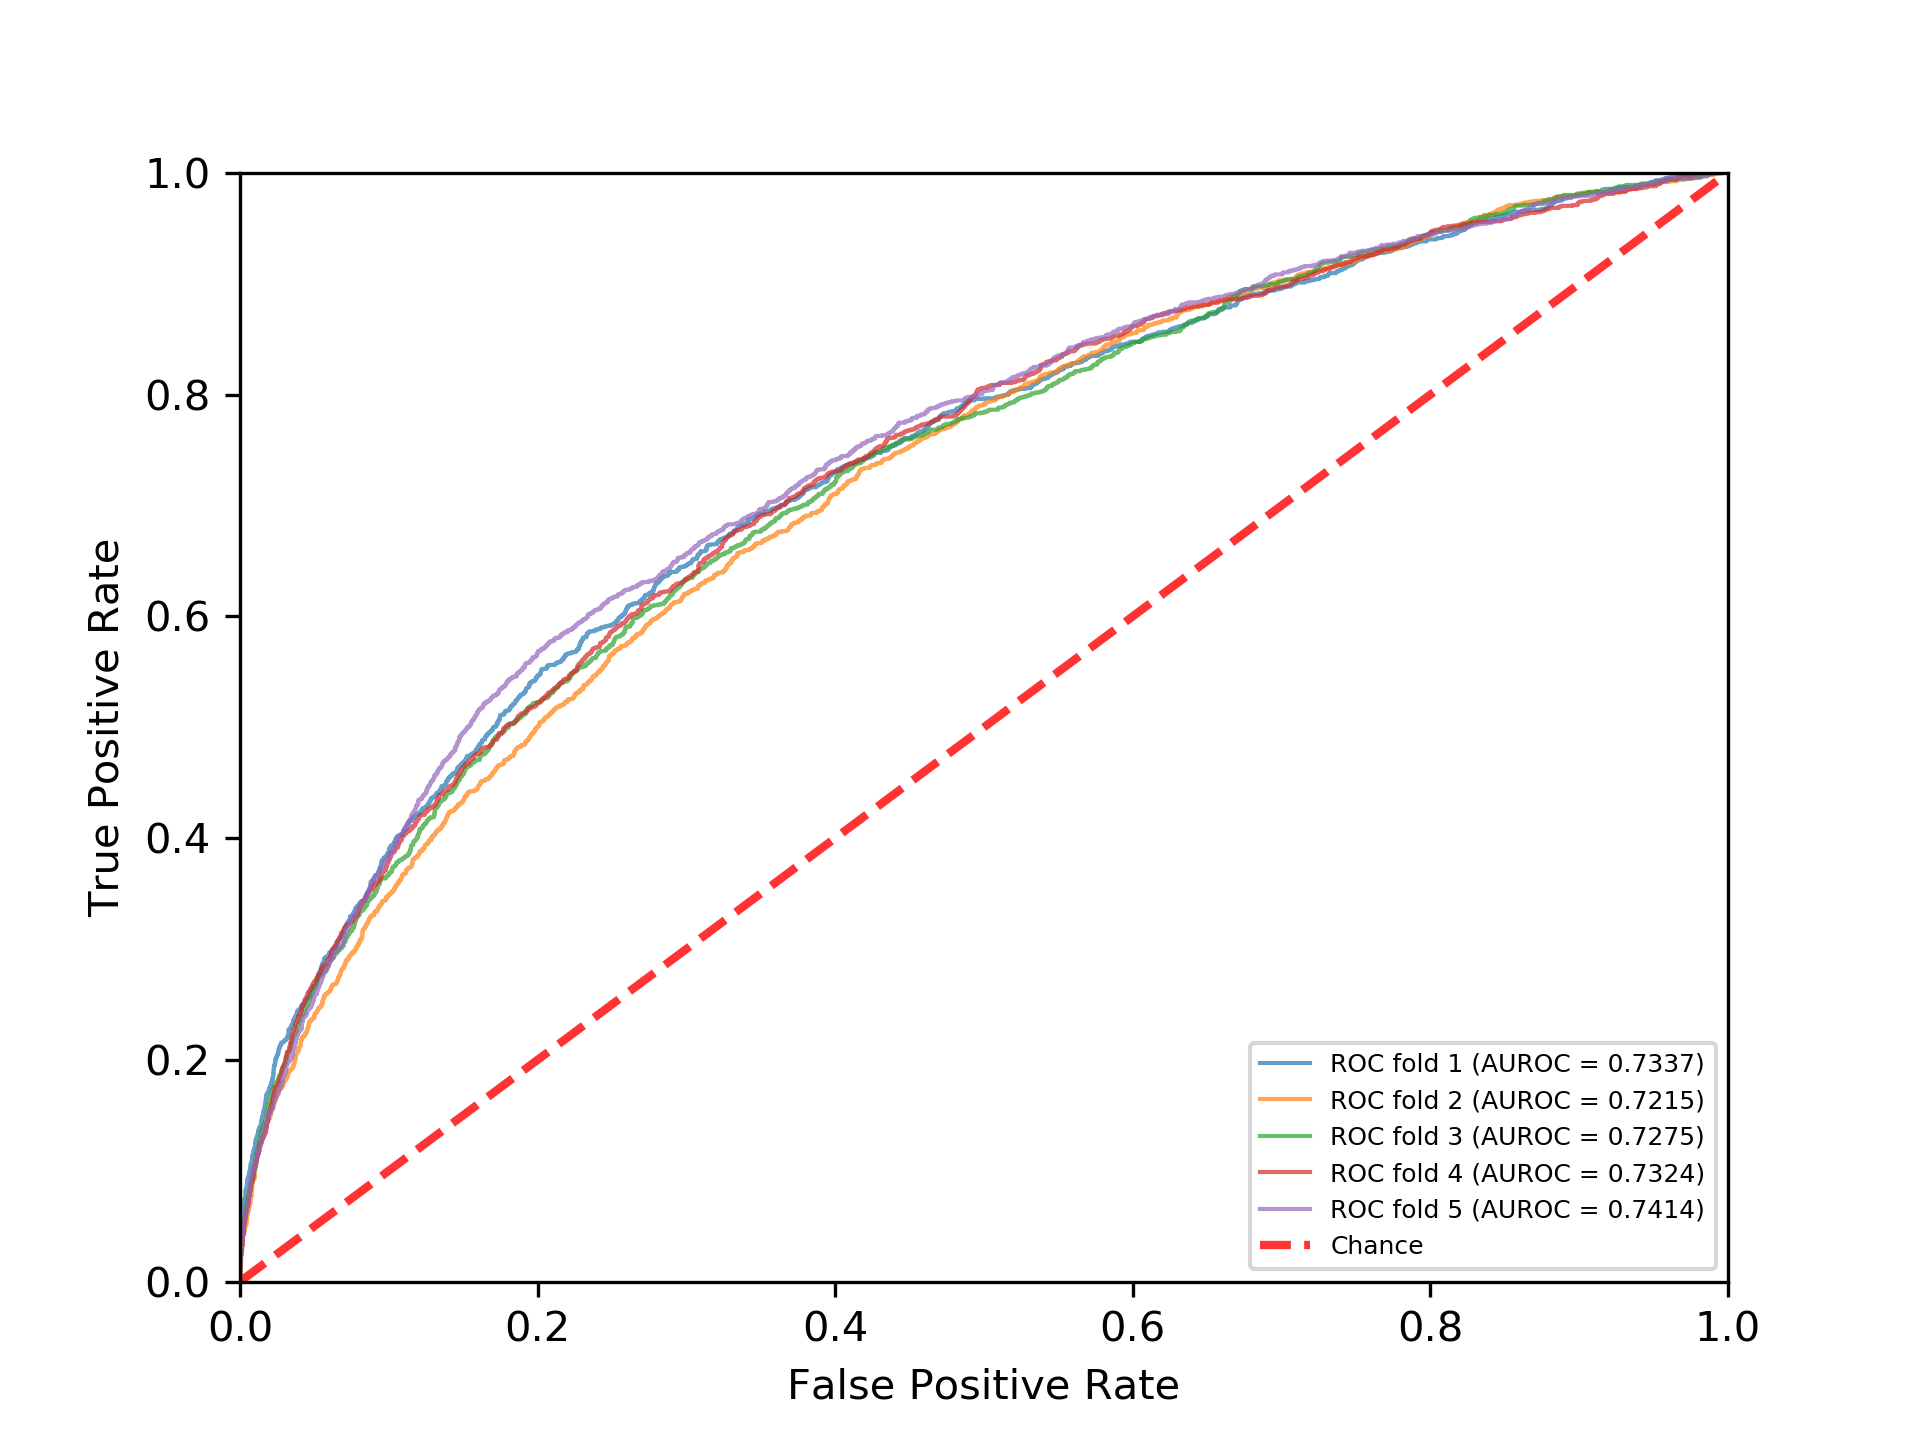 1.0
0.8
0.6
0.4
0.2
0.0
True Positive Rate
0.0 0.2 0.4 0.6 0.8 1.0
False Positive Rate
ROC fold 1 (AUROC = 0.7337)
ROC fold 2 (AUROC = 0.7215)
ROC fold 3 (AUROC = 0.7275)
ROC fold 4 (AUROC = 0.7324)
ROC fold 5 (AUROC = 0.7414)
Chance